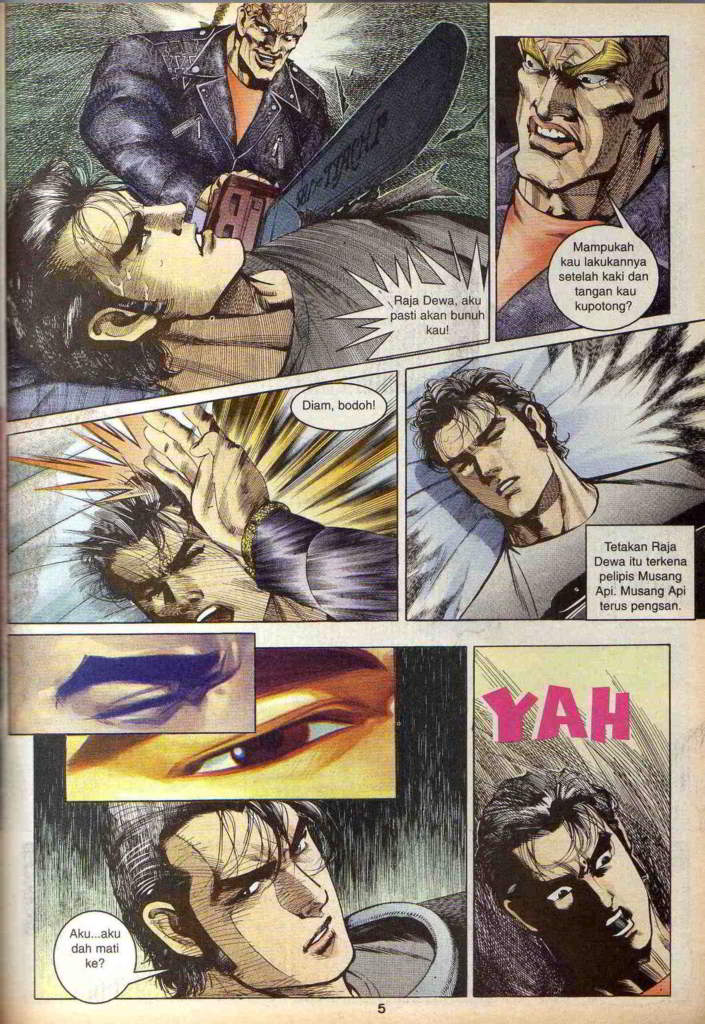 Raja Dewa, aku
pasti akan bunuh
kau!
Mampukah
kau lakukannya
setelah kaki dan
tangan kau
kupotong?
Diam, bodoh!
Tetakan Raja
Dewa itu terkena
pelipis Musang
Api. Musang Api
terus pengsan.
YAH
Aku...aku
dah mati
ke?
5